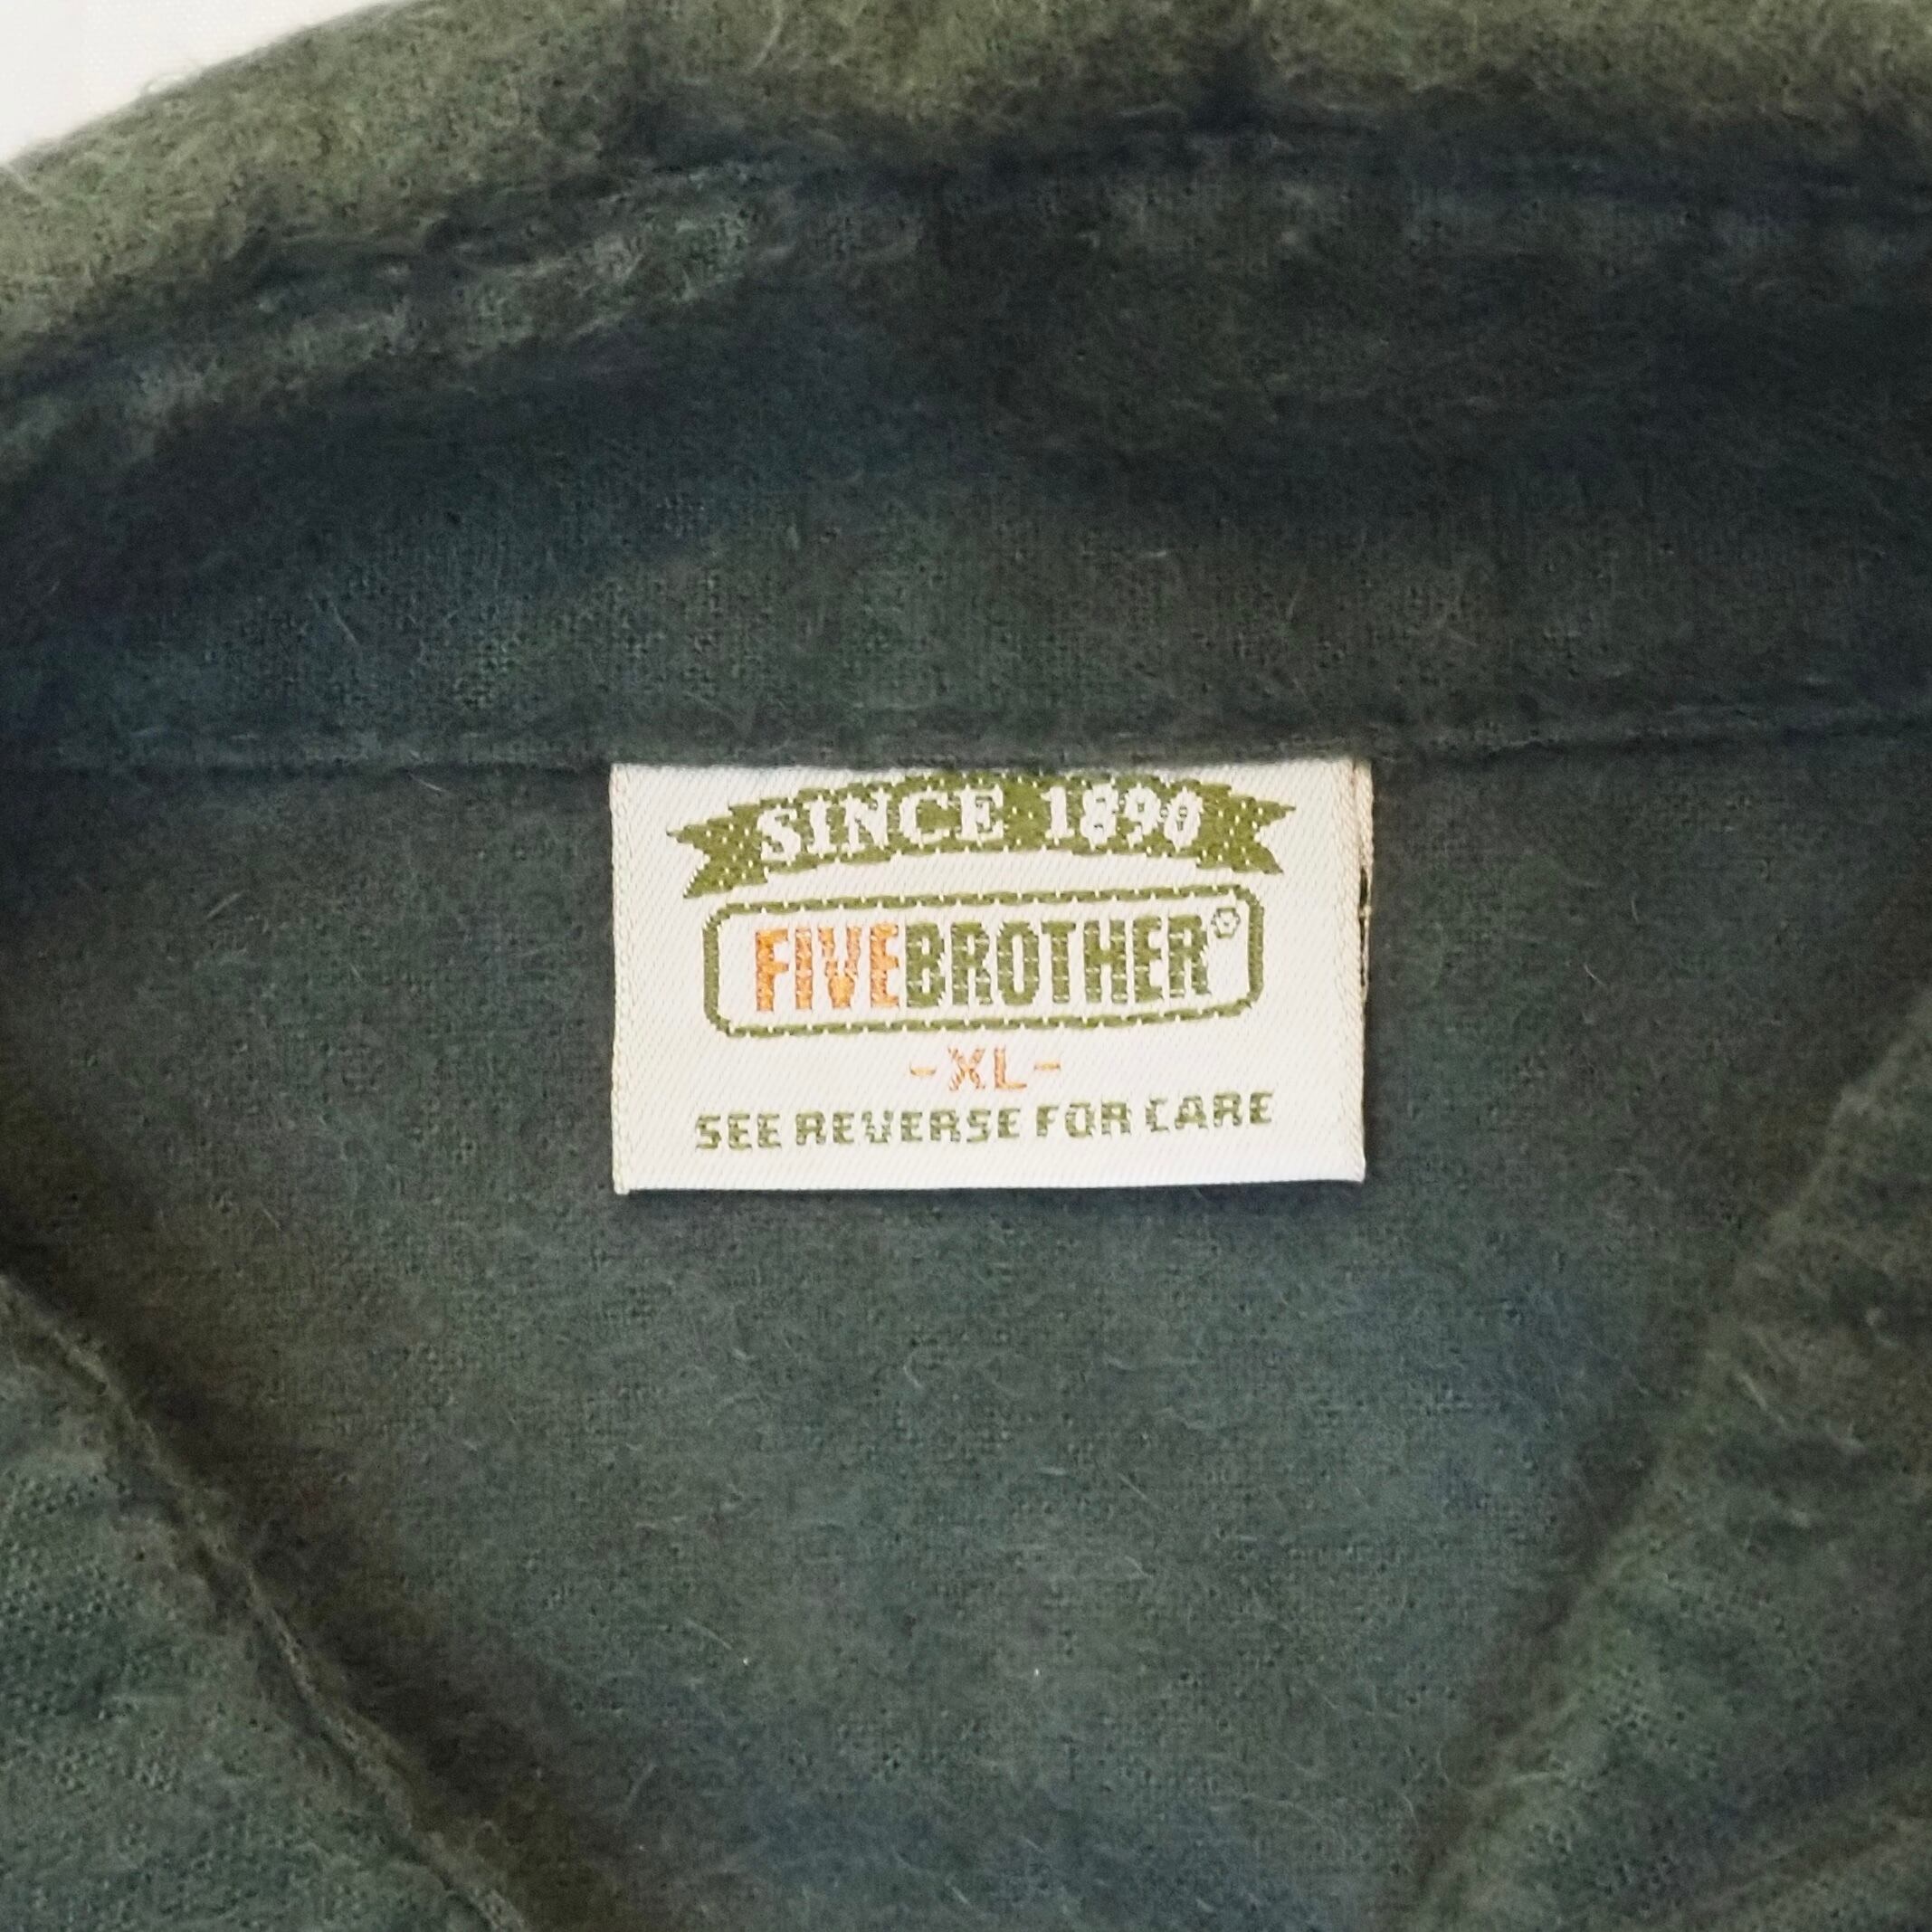 SINCE 1890
FIVEBROTHER®
-XL-
SEE REVERSE FOR CARE